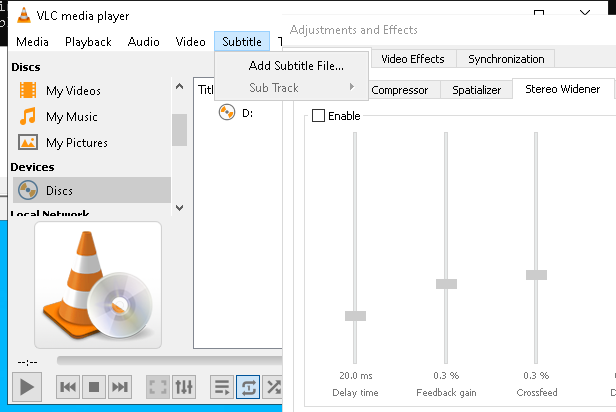 VLC media player
Adjustments and Effects
Media Playback Audio Video Subtitle
Add Subtitle File...
Sub Track
Video Effects Synchronization
Compressor Spatializer Stereo Widener
Enable
Discs
My Videos
My Music
My Pictures
Devices
Discs
Local Network
D:
--:--
20.0 ms 0.3 % 0.3 %
Delay time Feedback gain Crossfeed